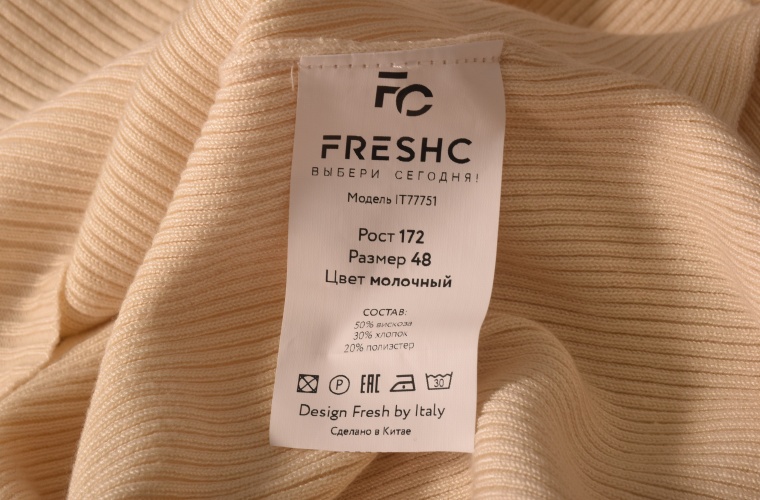 FC
FRESHC
ВЫБЕРИ СЕГОДНЯ!
Модель IT77751
Рост 172
Размер 48
Цвет молочный
СОСТАВ:
50% вискоза
30% хлопок
20% полиэстер
P EAC 30
Design Fresh by Italy
Сделано в Китае